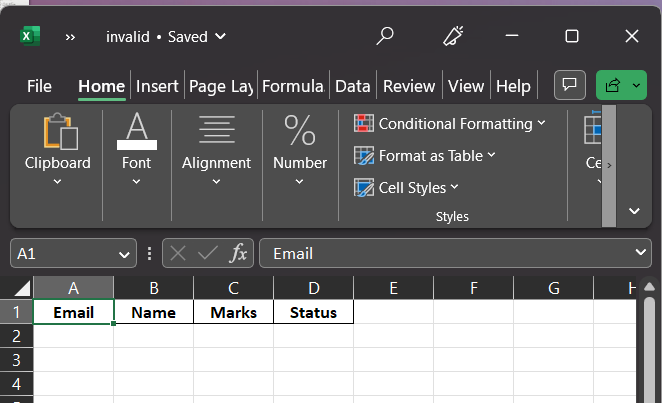 ›› invalid • Saved
File Home Insert Page Lay Formula Data Review View Help
Clipboard Font Alignment Number
Conditional Formatting
Format as Table
Cell Styles
Styles
Ce
A1 fx Email
A B C D E F G H
1 Email Name Marks Status
2
3
4